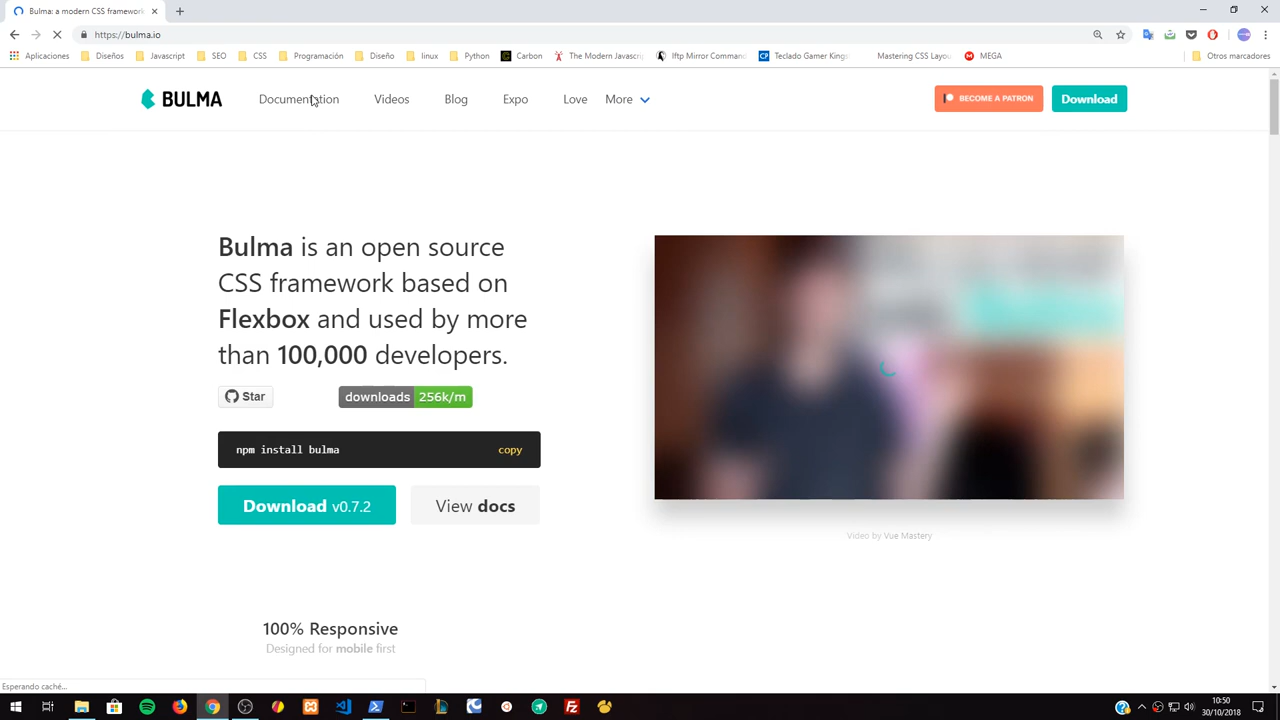 Bulma: a modern CSS framework
https://bulma.io
Aplicaciones Diseños Javascript SEO CSS Programación Diseño linux Python Carbon The Modern Javascri Iftp Mirror Comman Teclado Gamer King Mastering CSS Layou MEGA Otros marcadores
BULMA Documentation Videos Blog Expo Love More BECOME A PATRON Download
Bulma is an open source
CSS framework based on
Flexbox and used by more
than 100,000 developers.
Star downloads 256k/m
npm install bulma copy
Download v0.7.2 View docs
Video by Vue Mastery
100% Responsive
Designed for mobile first
Esperando caché...
10:50
30/10/2018